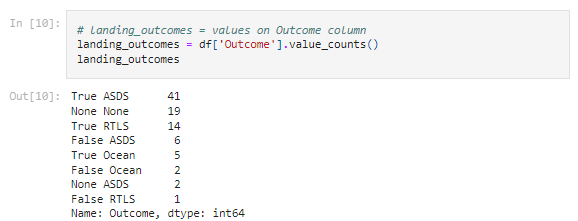 In [10]:
# landing_outcomes = values on Outcome column
landing_outcomes = df['Outcome'].value_counts()
landing_outcomes
Out[10]: True ASDS      41
None None      19
True RTLS      14
False ASDS      6
True Ocean      5
False Ocean     2
None ASDS       2
False RTLS      1
Name: Outcome, dtype: int64